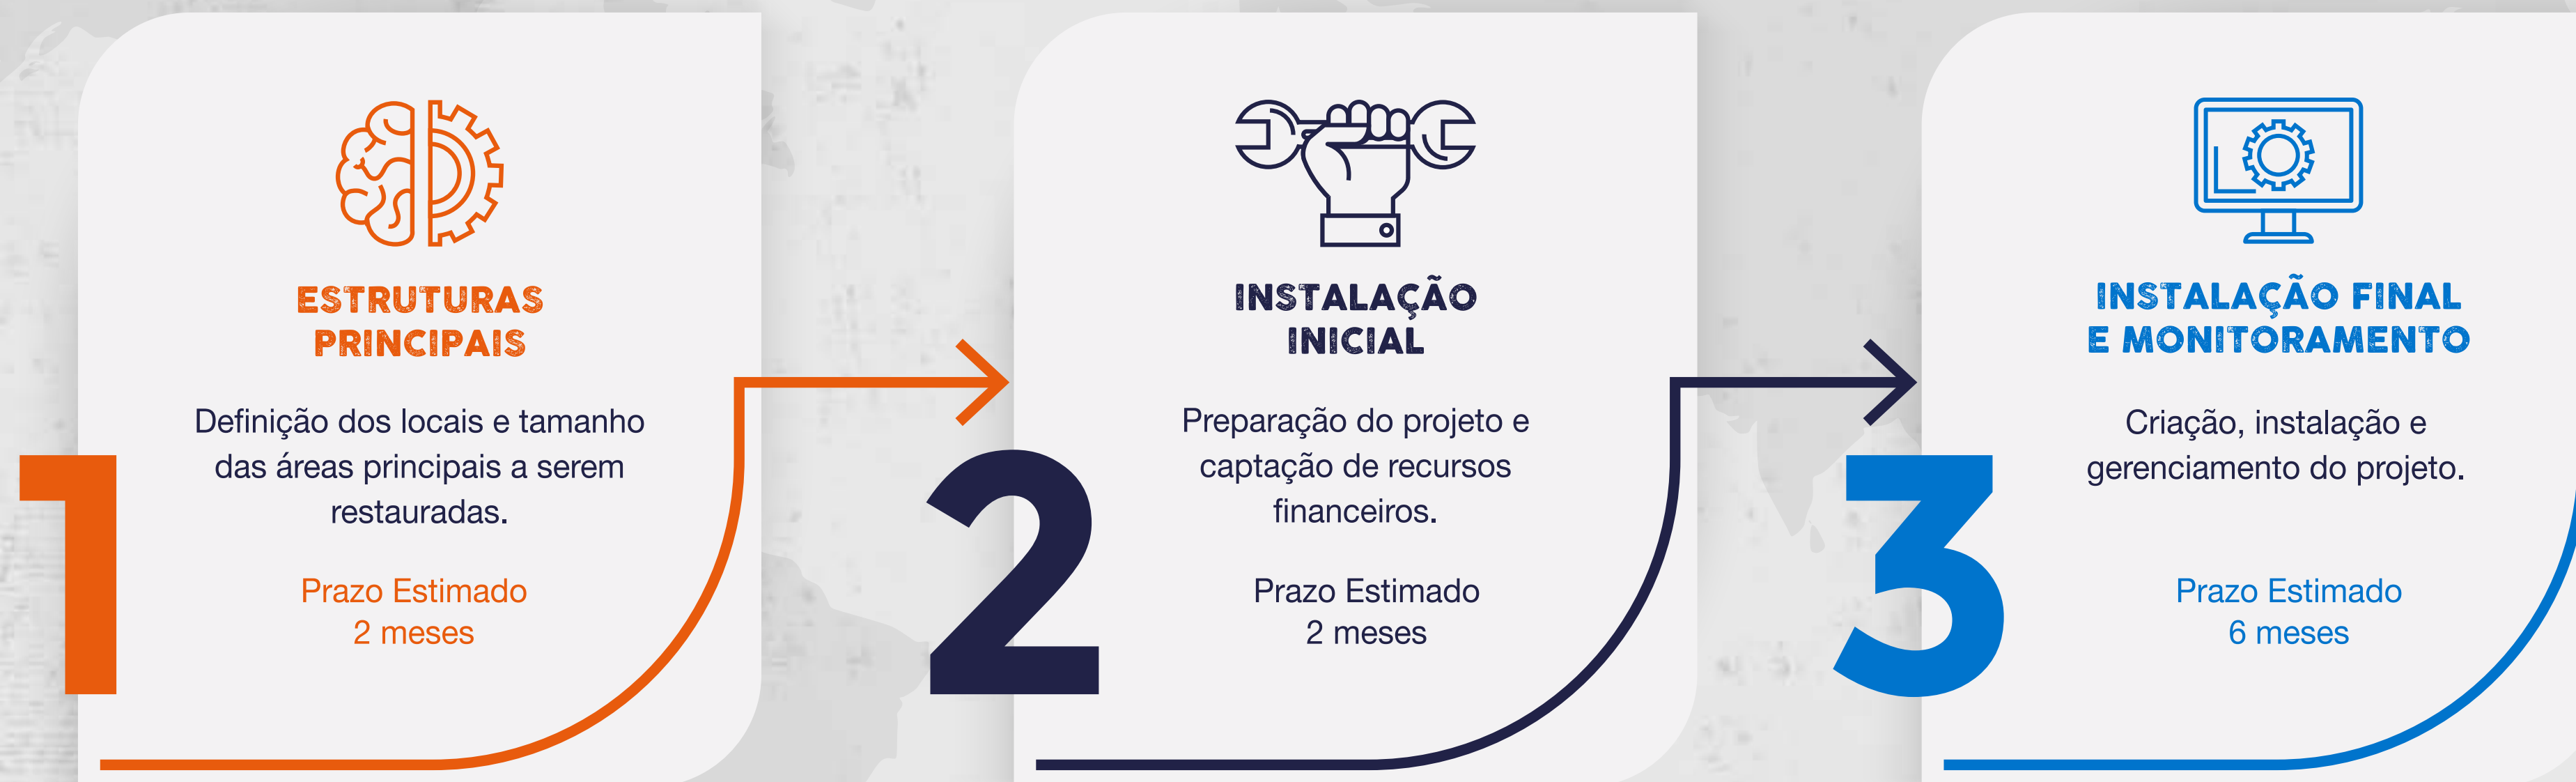 1
ESTRUTURAS
PRINCIPAIS
Definição dos locais e tamanho
das áreas principais a serem
restauradas.
Prazo Estimado
2 meses
2
INSTALAÇÃO
INICIAL
Preparação do projeto e
captação de recursos
financeiros.
Prazo Estimado
2 meses
3
INSTALAÇÃO FINAL
E MONITORAMENTO
Criação, instalação e
gerenciamento do projeto.
Prazo Estimado
6 meses